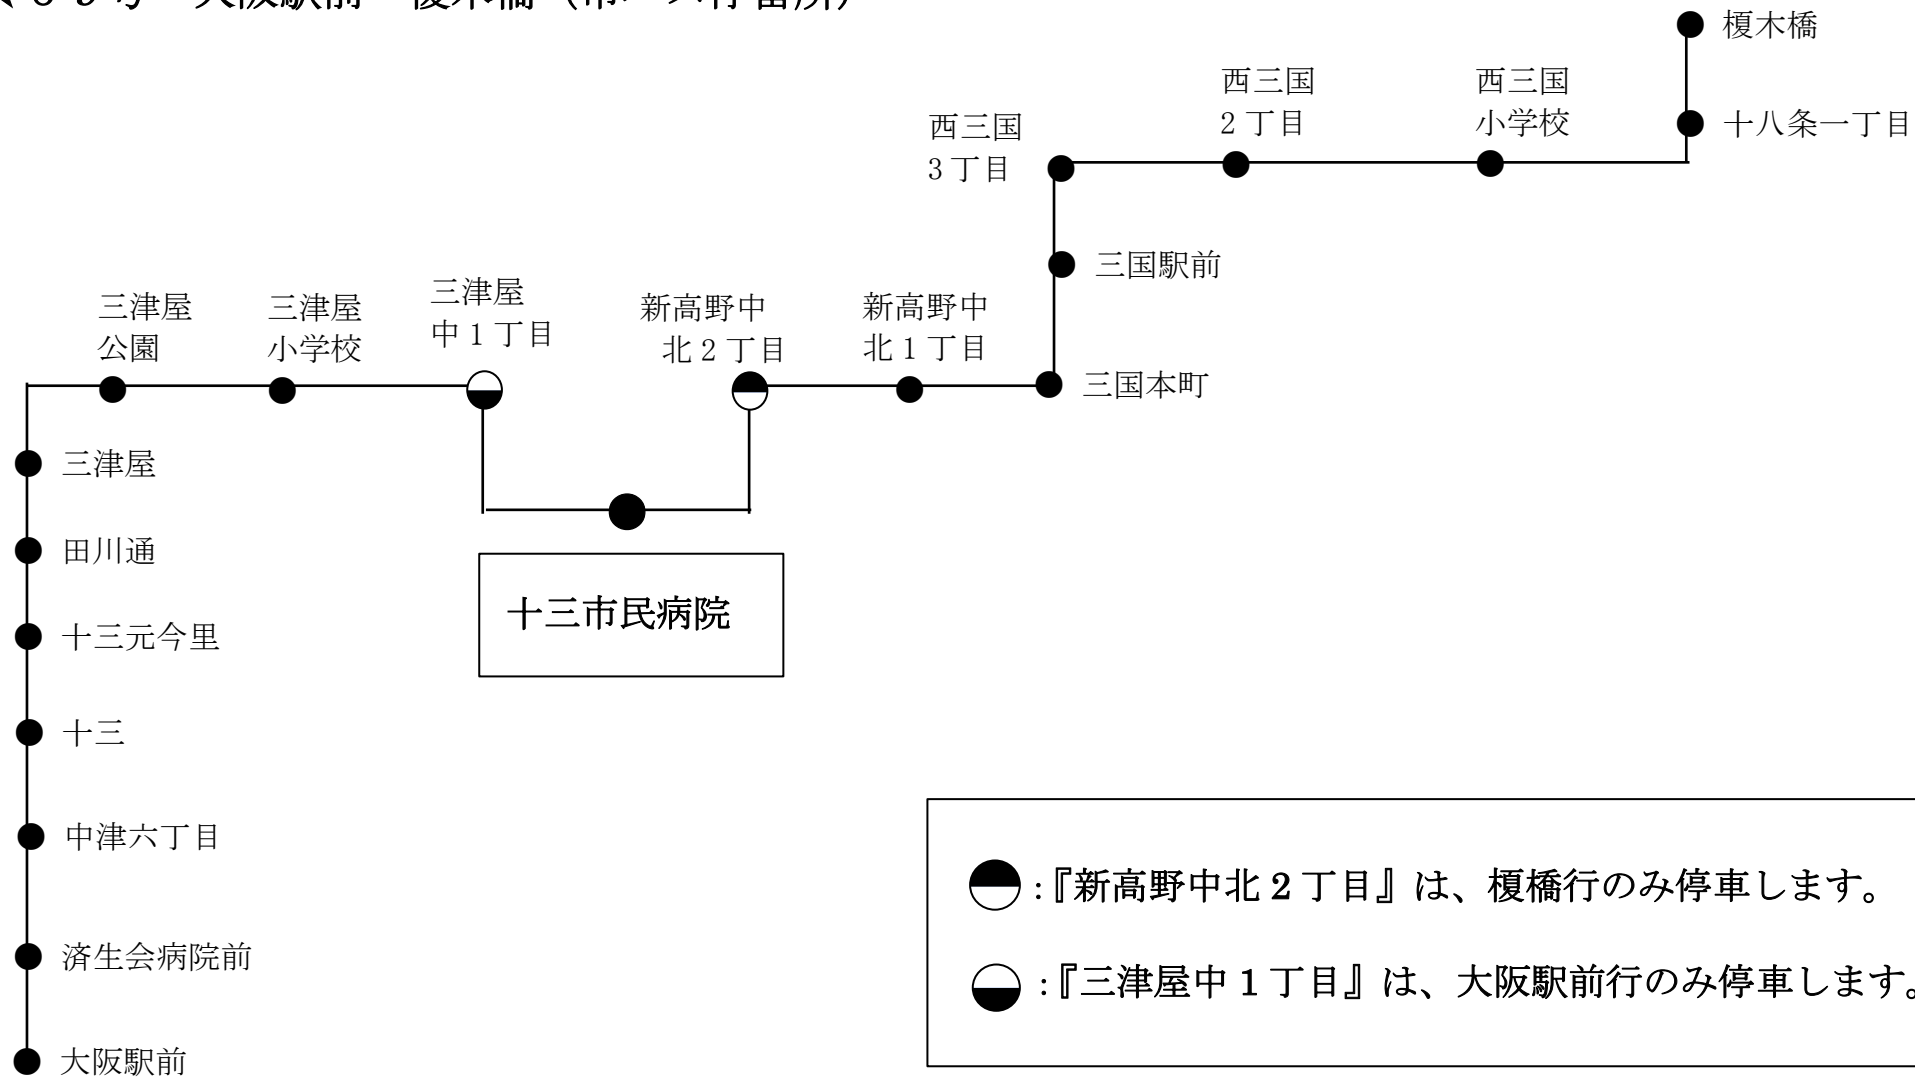 大阪駅前
榎木橋
西三国
2丁目
西三国
小学校
十八条一丁目
西三国
3丁目
三国駅前
三津屋
公園
三津屋
小学校
三津屋
中1丁目
新高野中
北2丁目
新高野中
北1丁目
三国本町
三津屋
田川通
十三市民病院
十三元今里
十三
中津六丁目
:『新高野中北2丁目』は、榎橋行のみ停車します。
済生会病院前
:『三津屋中1丁目』は、大阪駅前行のみ停車します。
大阪駅前